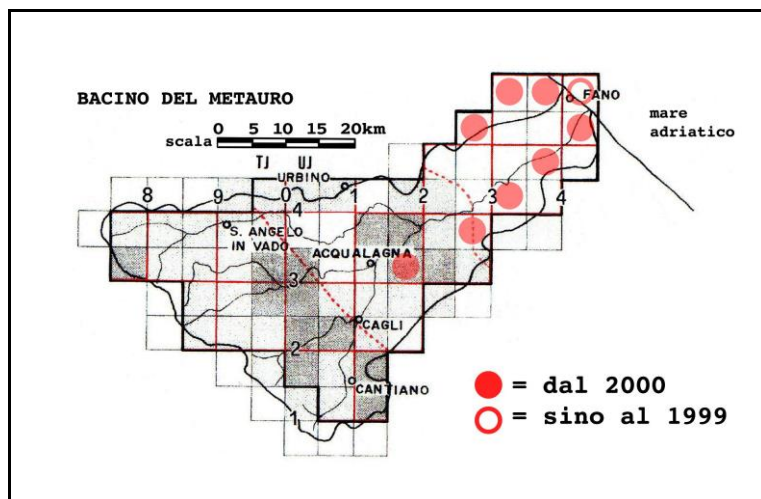 BACINO DEL METAURO
0 5 10 15 20km
scala
TJ UJ
FANO
mare
adriatico
URBINO
8 9 0 1 2 3 4
4
S. ANGELO
IN VADO
ACQUALAGNA
3
CAGLI
2
CANTIANO
1
= dal 2000
= sino al 1999